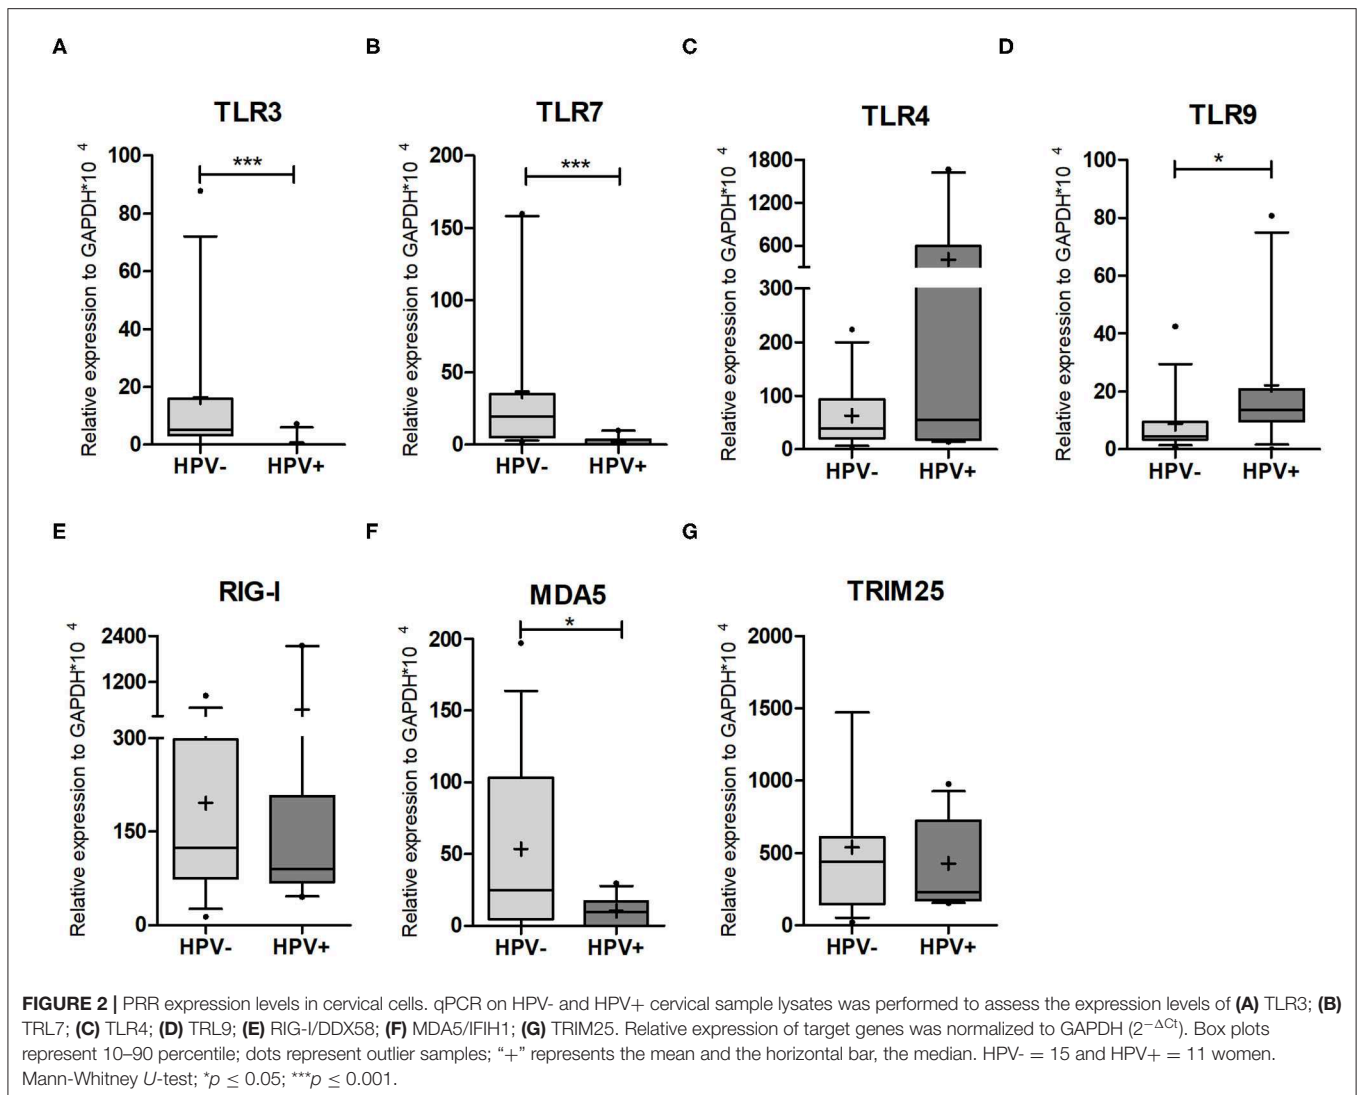 A
B
C
D
TLR3
TLR7
TLR4
TLR9
Relative expression to GAPDH*10 4
100
80
60
40
20
0
***
HPV-
HPV+
Relative expression to GAPDH*10 4
200
150
100
50
0
***
HPV-
HPV+
Relative expression to GAPDH*10 4
1800
1200
600
300
200
100
0
HPV-
HPV+
Relative expression to GAPDH*10 4
100
80
60
40
20
0
*
HPV-
HPV+
E
F
G
RIG-I
MDA5
TRIM25
Relative expression to GAPDH*10 4
2400
1200
300
150
0
HPV-
HPV+
Relative expression to GAPDH*10 4
200
150
100
50
0
*
HPV-
HPV+
Relative expression to GAPDH*10 4
2000
1500
1000
500
0
HPV-
HPV+
FIGURE 2 | PRR expression levels in cervical cells. qPCR on HPV- and HPV+ cervical sample lysates was performed to assess the expression levels of (A) TLR3; (B)
TRL7; (C) TLR4; (D) TRL9; (E) RIG-I/DDX58; (F) MDA5/IFIH1; (G) TRIM25. Relative expression of target genes was normalized to GAPDH (2−ΔCt). Box plots
represent 10–90 percentile; dots represent outlier samples; “+” represents the mean and the horizontal bar, the median. HPV- = 15 and HPV+ = 11 women.
Mann-Whitney U-test; *p ≤ 0.05; ***p ≤ 0.001.